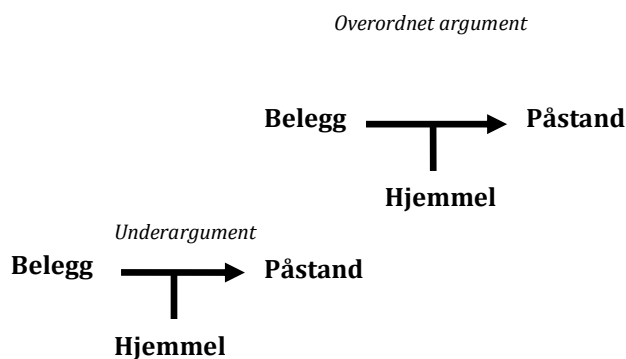 Overordnet argument
Belegg Påstand
Hjemmel
Underargument
Belegg Påstand
Hjemmel